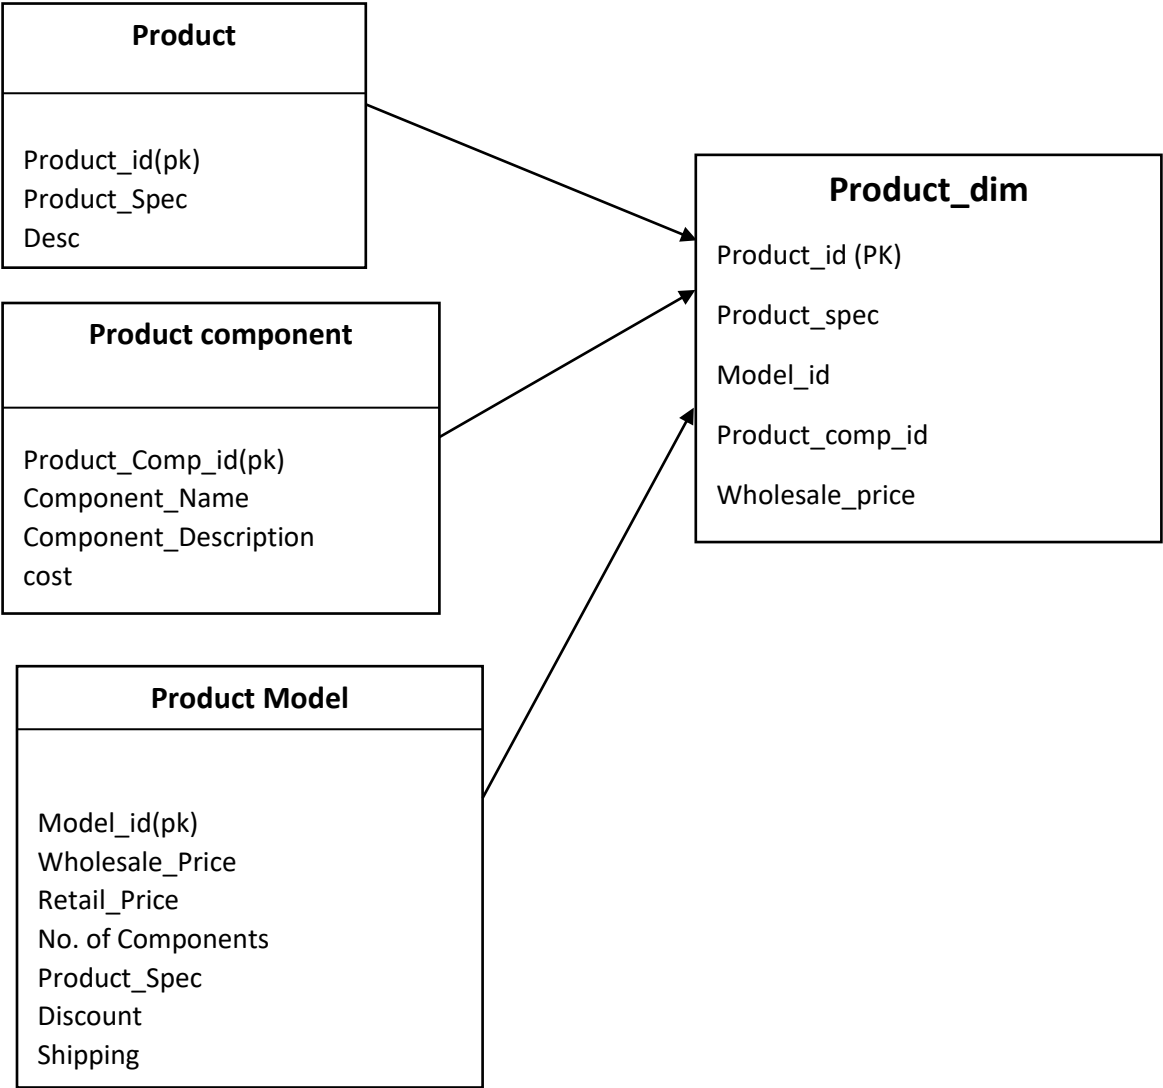 Product
Product_id(pk)
Product_Spec
Desc
Product component
Product_Comp_id(pk)
Component_Name
Component_Description
cost
Product Model
Model_id(pk)
Wholesale_Price
Retail_Price
No. of Components
Product_Spec
Discount
Shipping
Product_dim
Product_id (PK)
Product_spec
Model_id
Product_comp_id
Wholesale_price